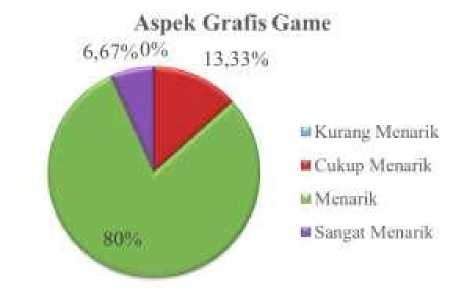 Aspek Grafis Game
6,67% 0%
13,33%
Kurang Menarik
Cukup Menarik
Menarik
Sangat Menarik
80%